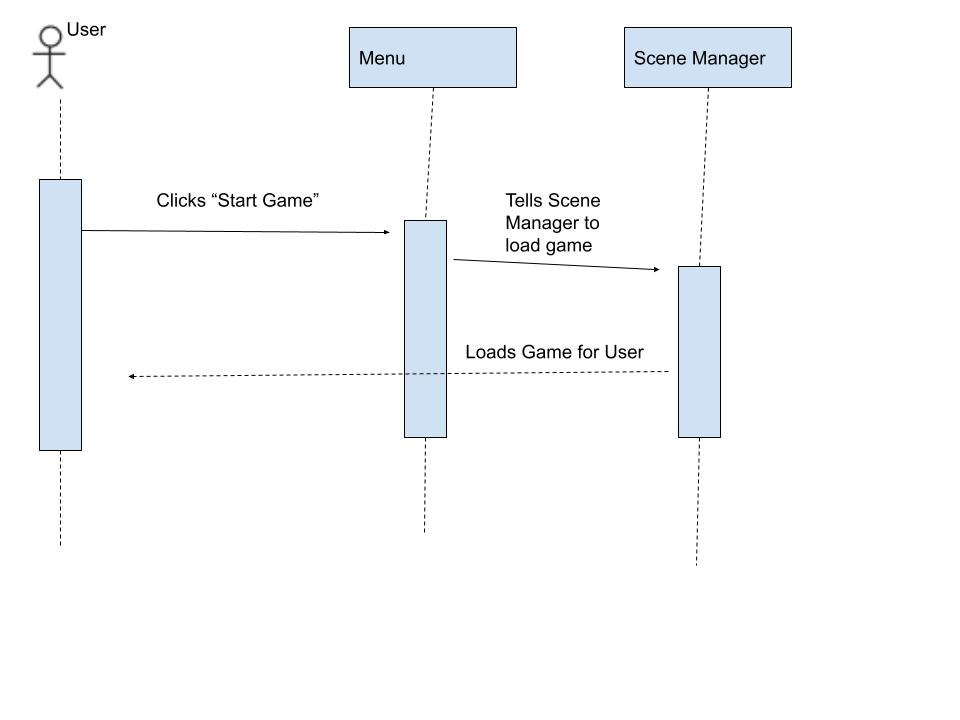 User
Menu
Scene Manager
Clicks “Start Game”
Tells Scene
Manager to
load game
Loads Game for User